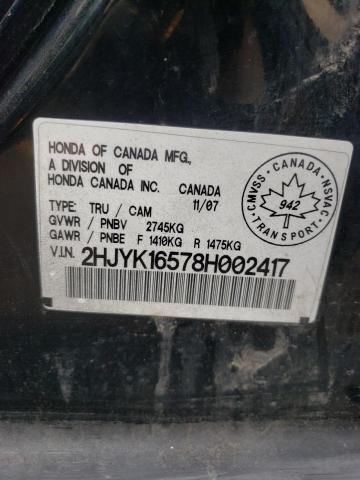 HONDA OF CANADA MFG.,
A DIVISION OF
HONDA CANADA INC. CANADA
11/07
TYPE: TRU / CAM
GVWR / PNBV 2745KG
GAWR / PNBE F 1410KG R 1475KG
V.I.N. 2HJYK16578H002417
CMVSS - CANADA - NSVAC
942
TRANSPORT